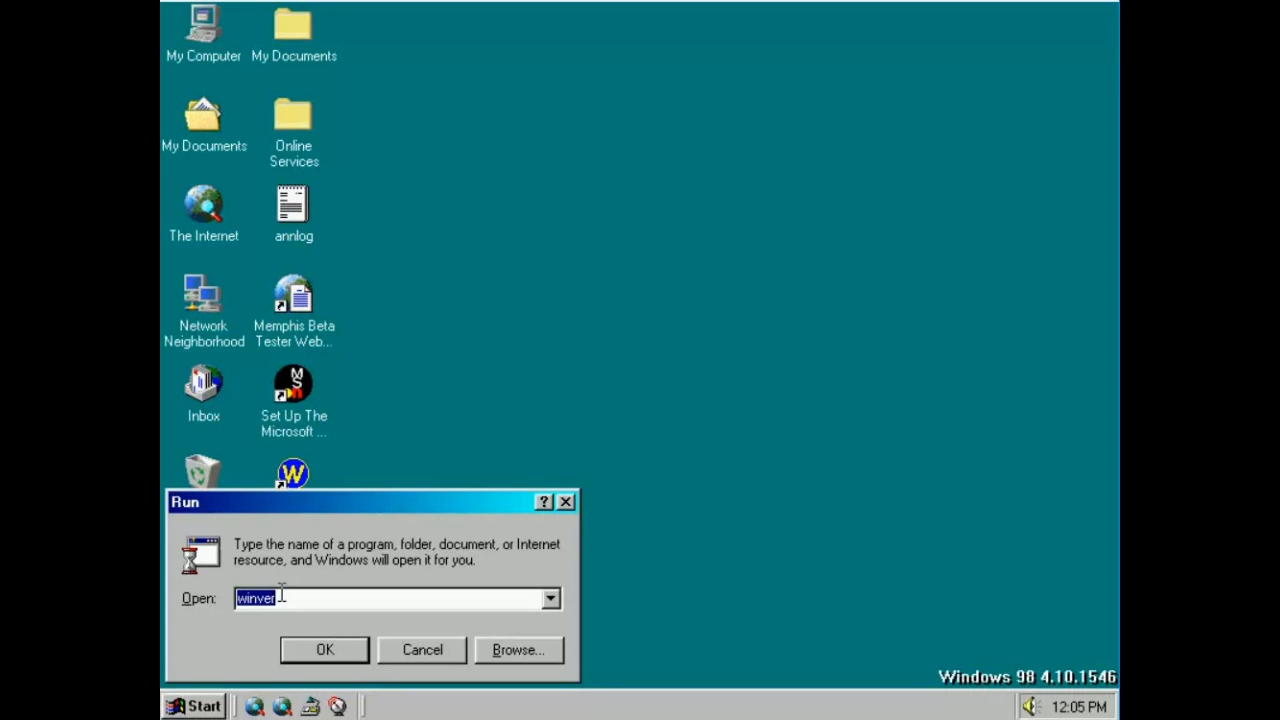 My Computer
My Documents
My Documents
Online
Services
The Internet
annlog
Network
Neighborhood
Memphis Beta
Tester Web...
Inbox
Set Up The
Microsoft ...
W
Run
Type the name of a program, folder, document, or Internet
resource, and Windows will open it for you.
Open:
winver
OK
Cancel
Browse...
Windows 98 4.10.1546
Start
12:05 PM